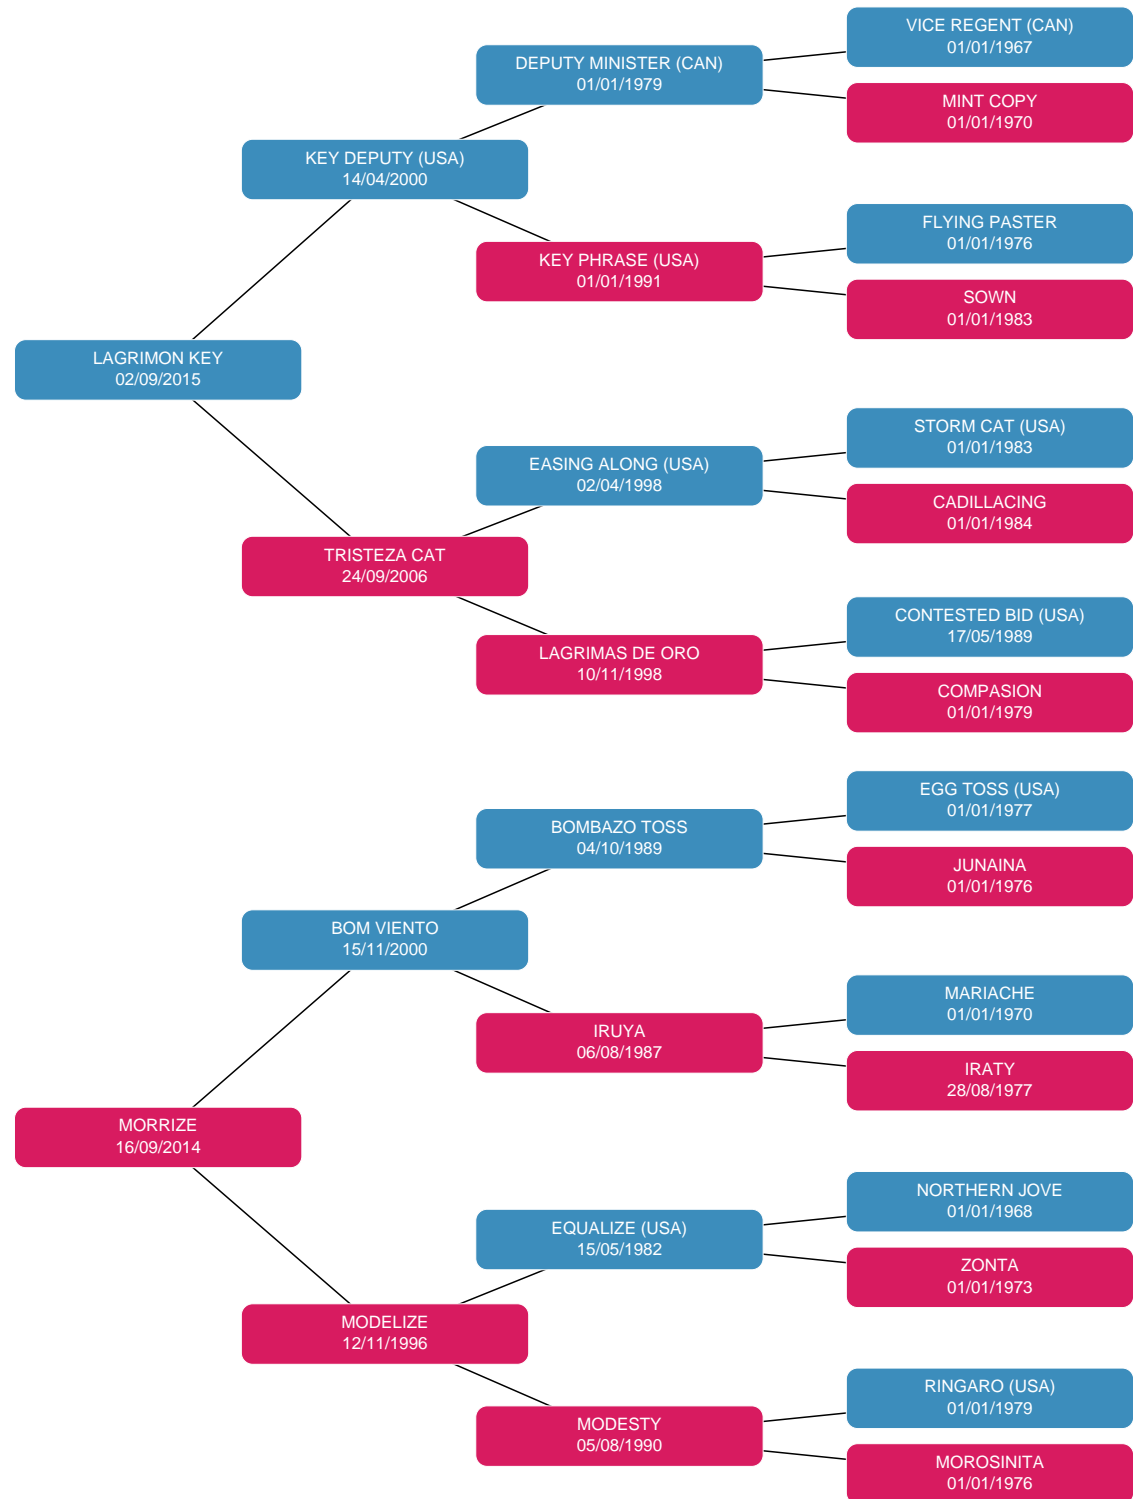 VICE REGENT (CAN)
01/01/1967
DEPUTY MINISTER (CAN)
01/01/1979
MINT COPY
01/01/1970
KEY DEPUTY (USA)
14/04/2000
FLYING PASTER
01/01/1976
KEY PHRASE (USA)
01/01/1991
SOWN
01/01/1983
LAGRIMON KEY
02/09/2015
STORM CAT (USA)
01/01/1983
EASING ALONG (USA)
02/04/1998
CADILLACING
01/01/1984
TRISTEZA CAT
24/09/2006
CONTESTED BID (USA)
17/05/1989
LAGRIMAS DE ORO
10/11/1998
COMPASION
01/01/1979
EGG TOSS (USA)
01/01/1977
BOMBAZO TOSS
04/10/1989
JUNAINA
01/01/1976
BOM VIENTO
15/11/2000
MARIACHE
01/01/1970
IRUYA
06/08/1987
IRATY
28/08/1977
MORRIZE
16/09/2014
NORTHERN JOVE
01/01/1968
EQUALIZE (USA)
15/05/1982
ZONTA
01/01/1973
MODELIZE
12/11/1996
RINGARO (USA)
01/01/1979
MODESTY
05/08/1990
MOROSINITA
01/01/1976